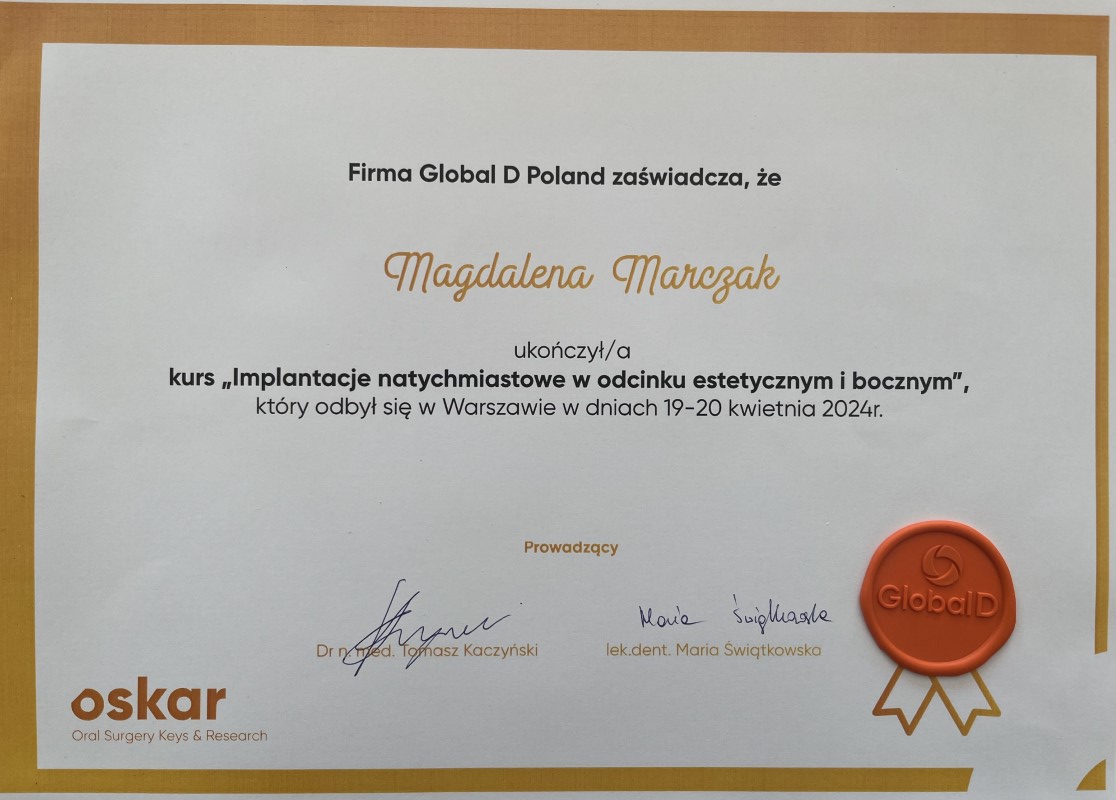 Firma Global D Poland zaświadcza, że
Magdalena Marczak
ukończył/a
kurs „Implantacje natychmiastowe w odcinku estetycznym i bocznym”,
który odbył się w Warszawie w dniach 19-20 kwietnia 2024r.
Prowadzący
Maria Świątkowska
Dr n. med. Tomasz Kaczyński
lek.dent. Maria Świątkowska
Global D
oskar
Oral Surgery Keys & Research